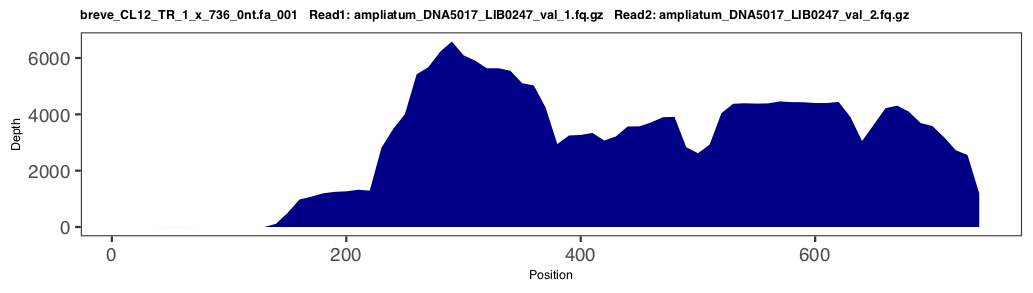 breve_CL12_TR_1_x_736_0nt.fa_001 Read1: ampliatum_DNA5017_LIB0247_val_1.fq.gz Read2: ampliatum_DNA5017_LIB0247_val_2.fq.gz
6000
4000
2000
0
Depth
0 200 400 600
Position